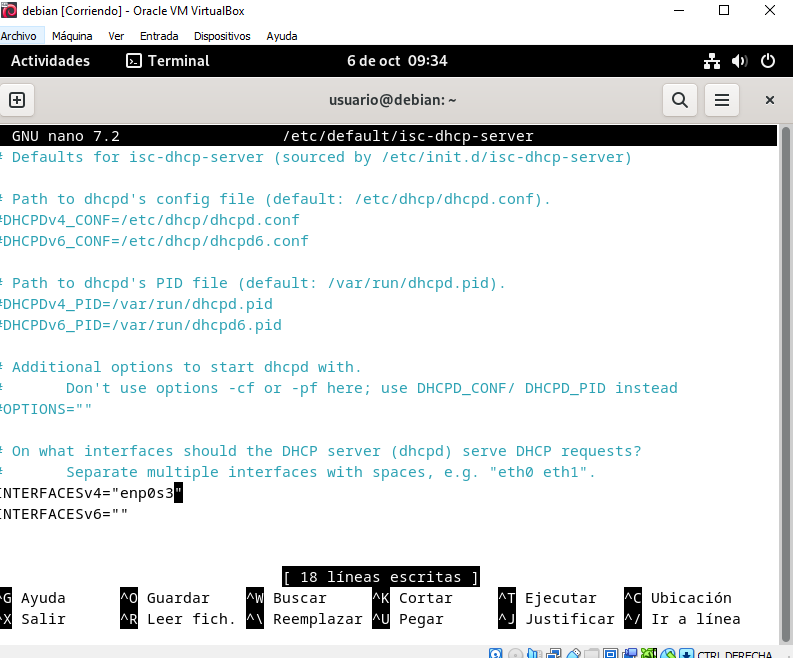 debian [Corriendo] - Oracle VM VirtualBox
Archivo Máquina Ver Entrada Dispositivos Ayuda
Actividades Terminal 6 de oct 09:34
usuario@debian: ~
GNU nano 7.2 /etc/default/isc-dhcp-server
# Defaults for isc-dhcp-server (sourced by /etc/init.d/isc-dhcp-server)
# Path to dhcpd's config file (default: /etc/dhcp/dhcpd.conf).
#DHCPDv4_CONF=/etc/dhcp/dhcpd.conf
#DHCPDv6_CONF=/etc/dhcp/dhcpd6.conf
# Path to dhcpd's PID file (default: /var/run/dhcpd.pid).
#DHCPDv4_PID=/var/run/dhcpd.pid
#DHCPDv6_PID=/var/run/dhcpd6.pid
# Additional options to start dhcpd with.
# Don't use options -cf or -pf here; use DHCPD_CONF/ DHCPD_PID instead
#OPTIONS=""
# On what interfaces should the DHCP server (dhcpd) serve DHCP requests?
# Separate multiple interfaces with spaces, e.g. "eth0 eth1".
INTERFACESv4="enp0s3"
INTERFACESv6=""
[ 18 líneas escritas ]
^G Ayuda ^O Guardar ^W Buscar ^K Cortar ^T Ejecutar ^C Ubicación
^X Salir ^R Leer fich. ^\ Reemplazar ^U Pegar ^J Justificar ^/ Ir a línea
CTRL DERECHA